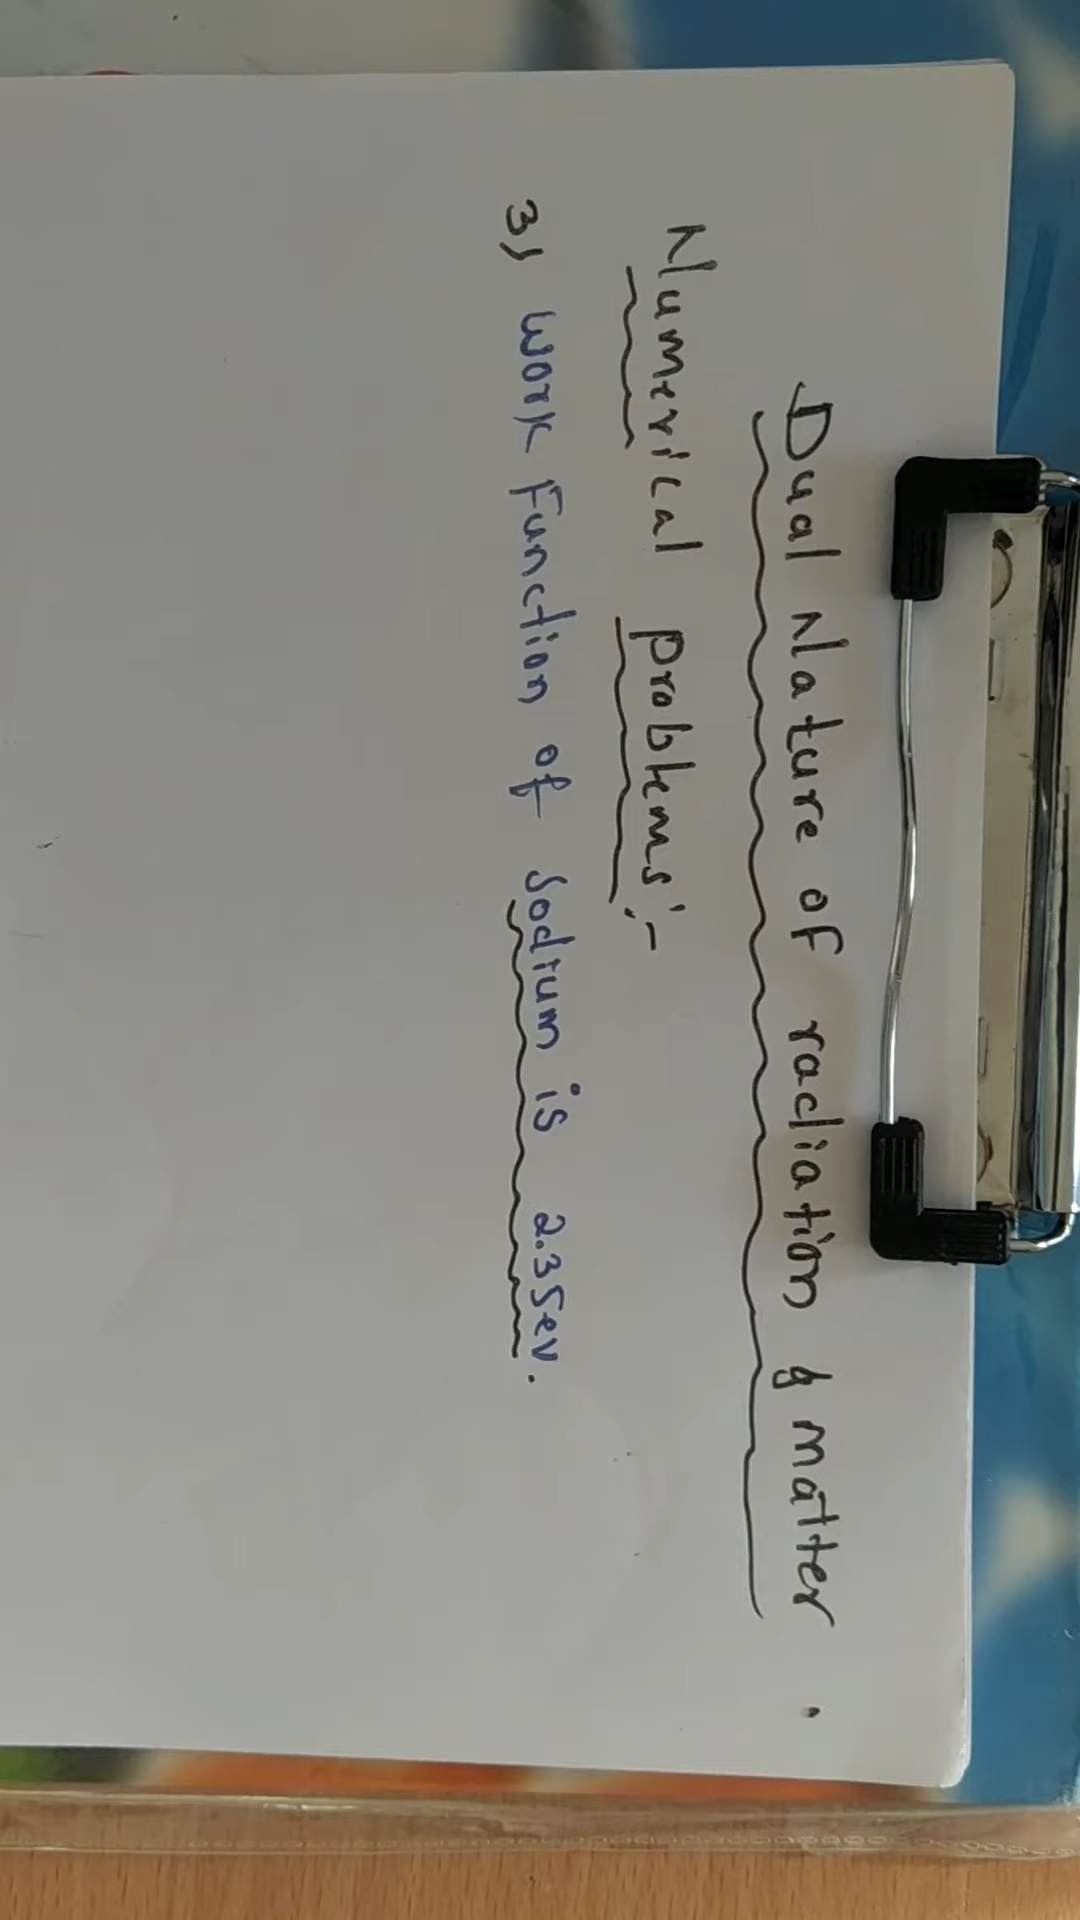 Dual Nature of radiation & matter.
Numerical problems:-
3) Work Function of Sodium is 2.35ev.